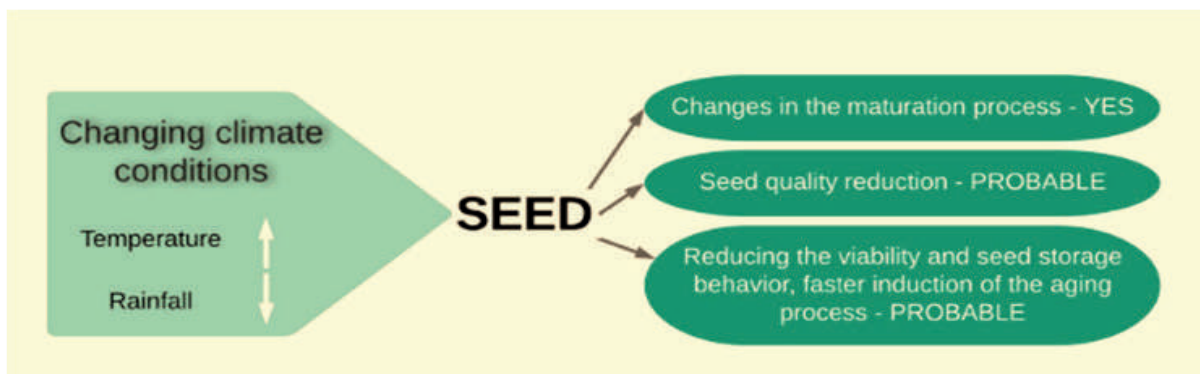 Changing climate
conditions
Temperature
Rainfall
SEED
Changes in the maturation process - YES
Seed quality reduction - PROBABLE
Reducing the viability and seed storage
behavior, faster induction of the aging
process - PROBABLE